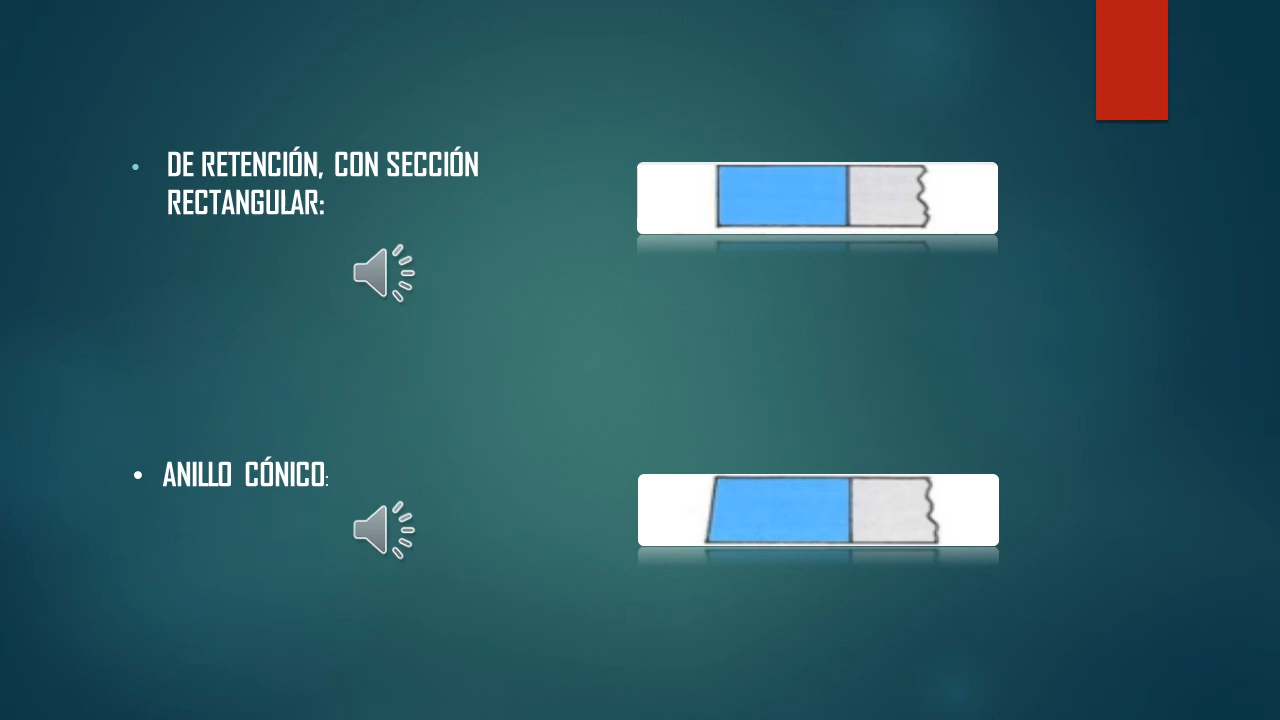 • DE RETENCIÓN, CON SECCIÓN
RECTANGULAR:
• ANILLO CÓNICO: